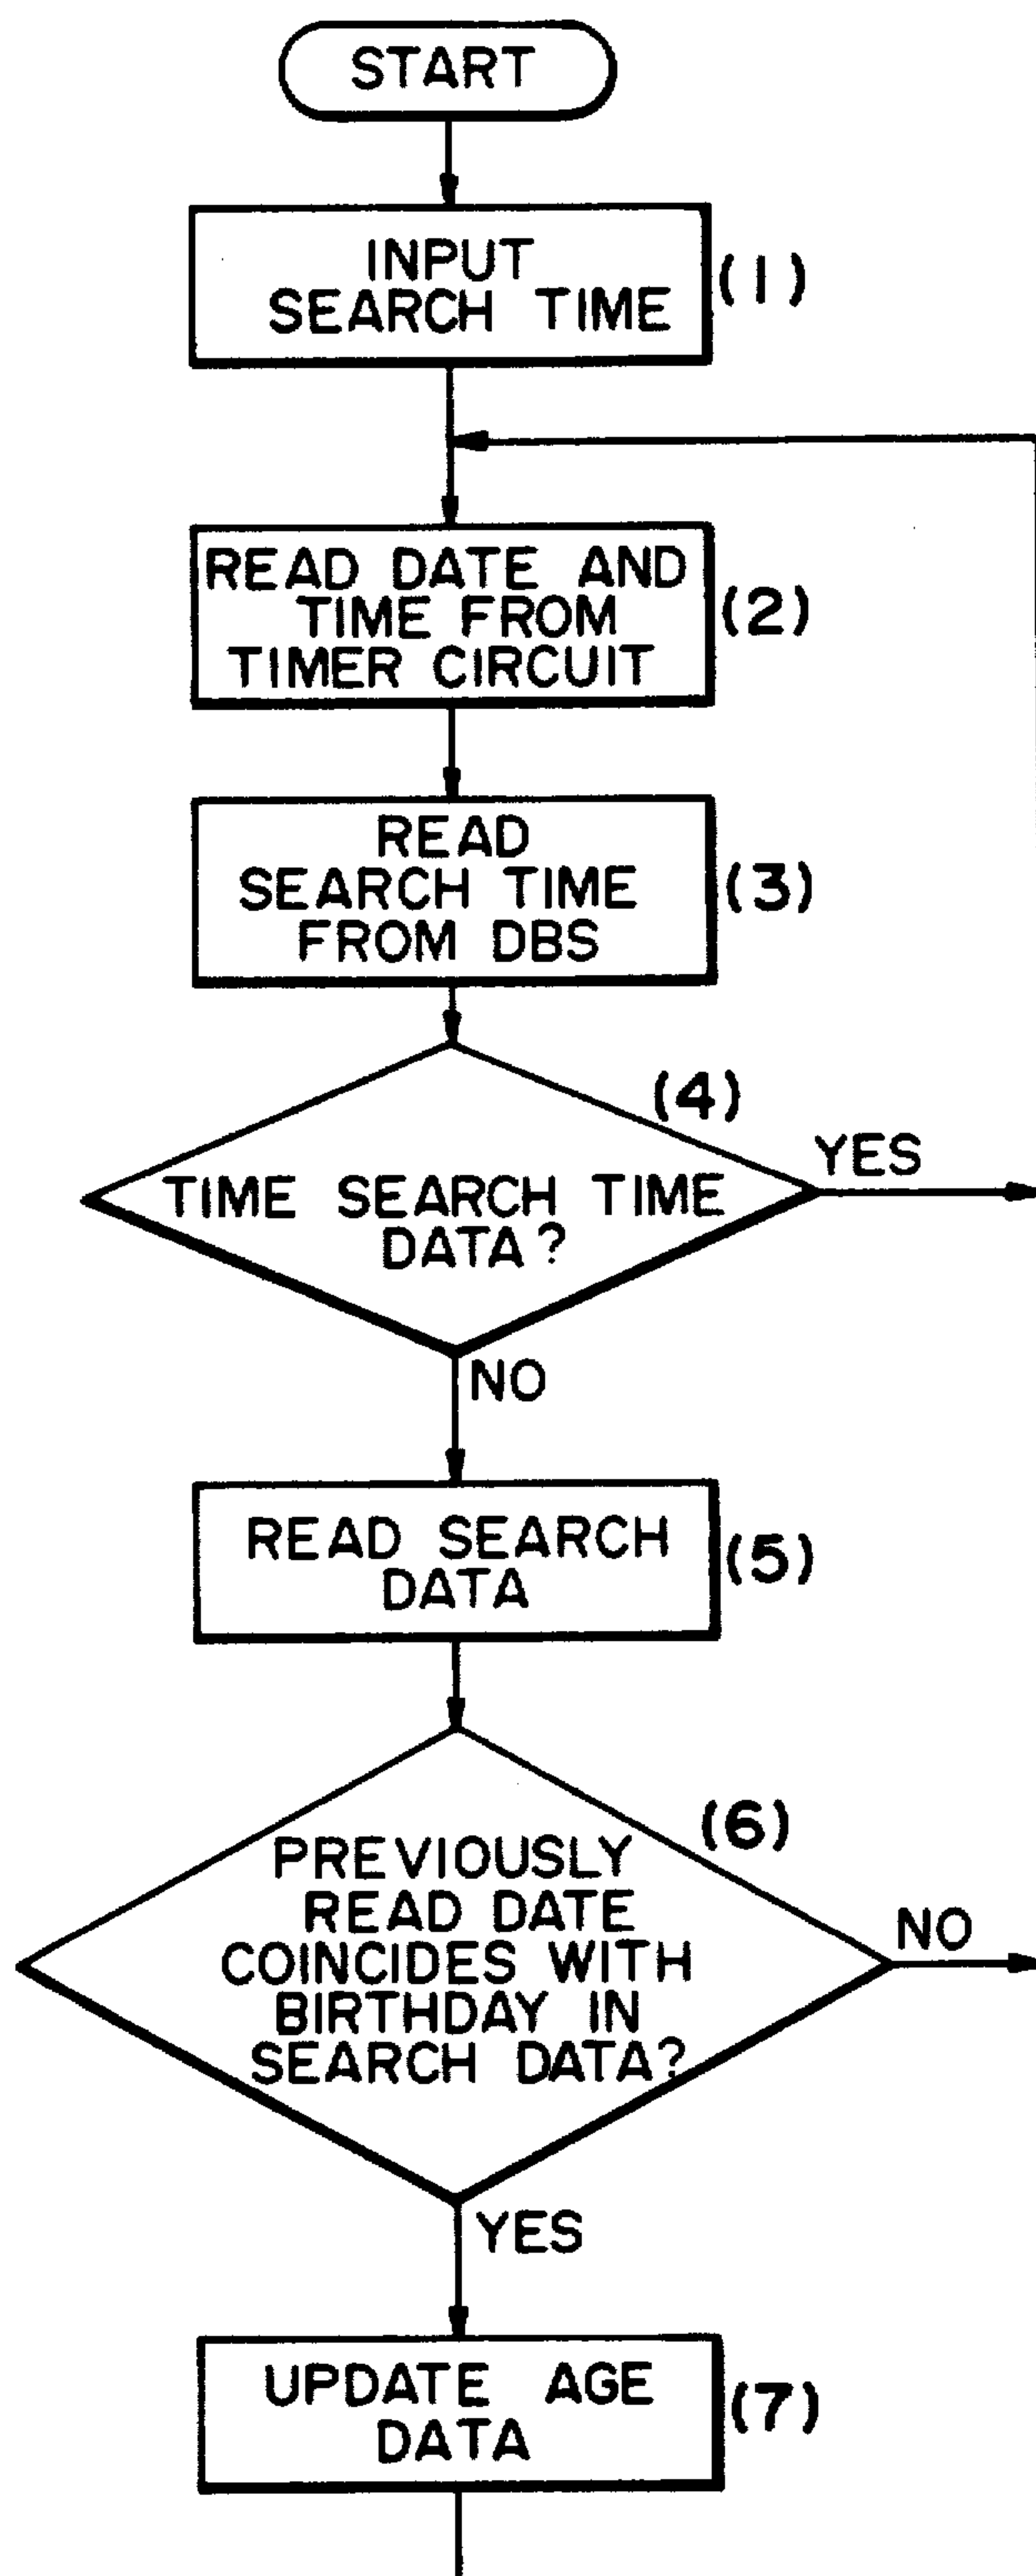 START
INPUT
SEARCH TIME
(1)
READ DATE AND
TIME FROM
TIMER CIRCUIT
(2)
READ
SEARCH TIME
FROM DBS
(3)
(4)
TIME SEARCH TIME
DATA?
YES
NO
READ SEARCH
DATA
(5)
(6)
PREVIOUSLY
READ DATE
COINCIDES WITH
BIRTHDAY IN
SEARCH DATA?
NO
YES
UPDATE AGE
DATA
(7)